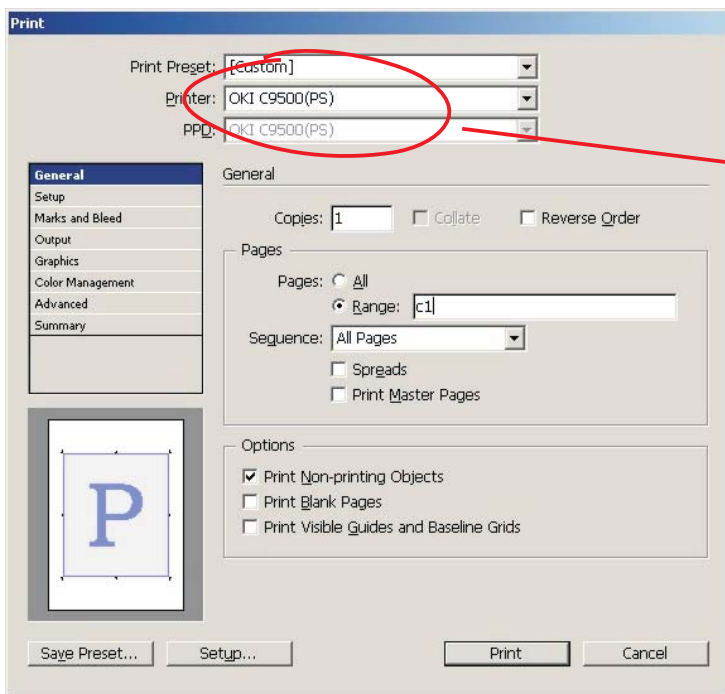 Print
Print Preset: [Custom]
Printer: OKI C9500(PS)
PPD: OKI C9500(PS)
General
Setup
Marks and Bleed
Output
Graphics
Color Management
Advanced
Summary
General
Copies: 1 Collate Reverse Order
Pages
Pages: All
Range: c1
Sequence: All Pages
Spreads
Print Master Pages
Options
Print Non-printing Objects
Print Blank Pages
Print Visible Guides and Baseline Grids
P
Save Preset... Setup... Print Cancel